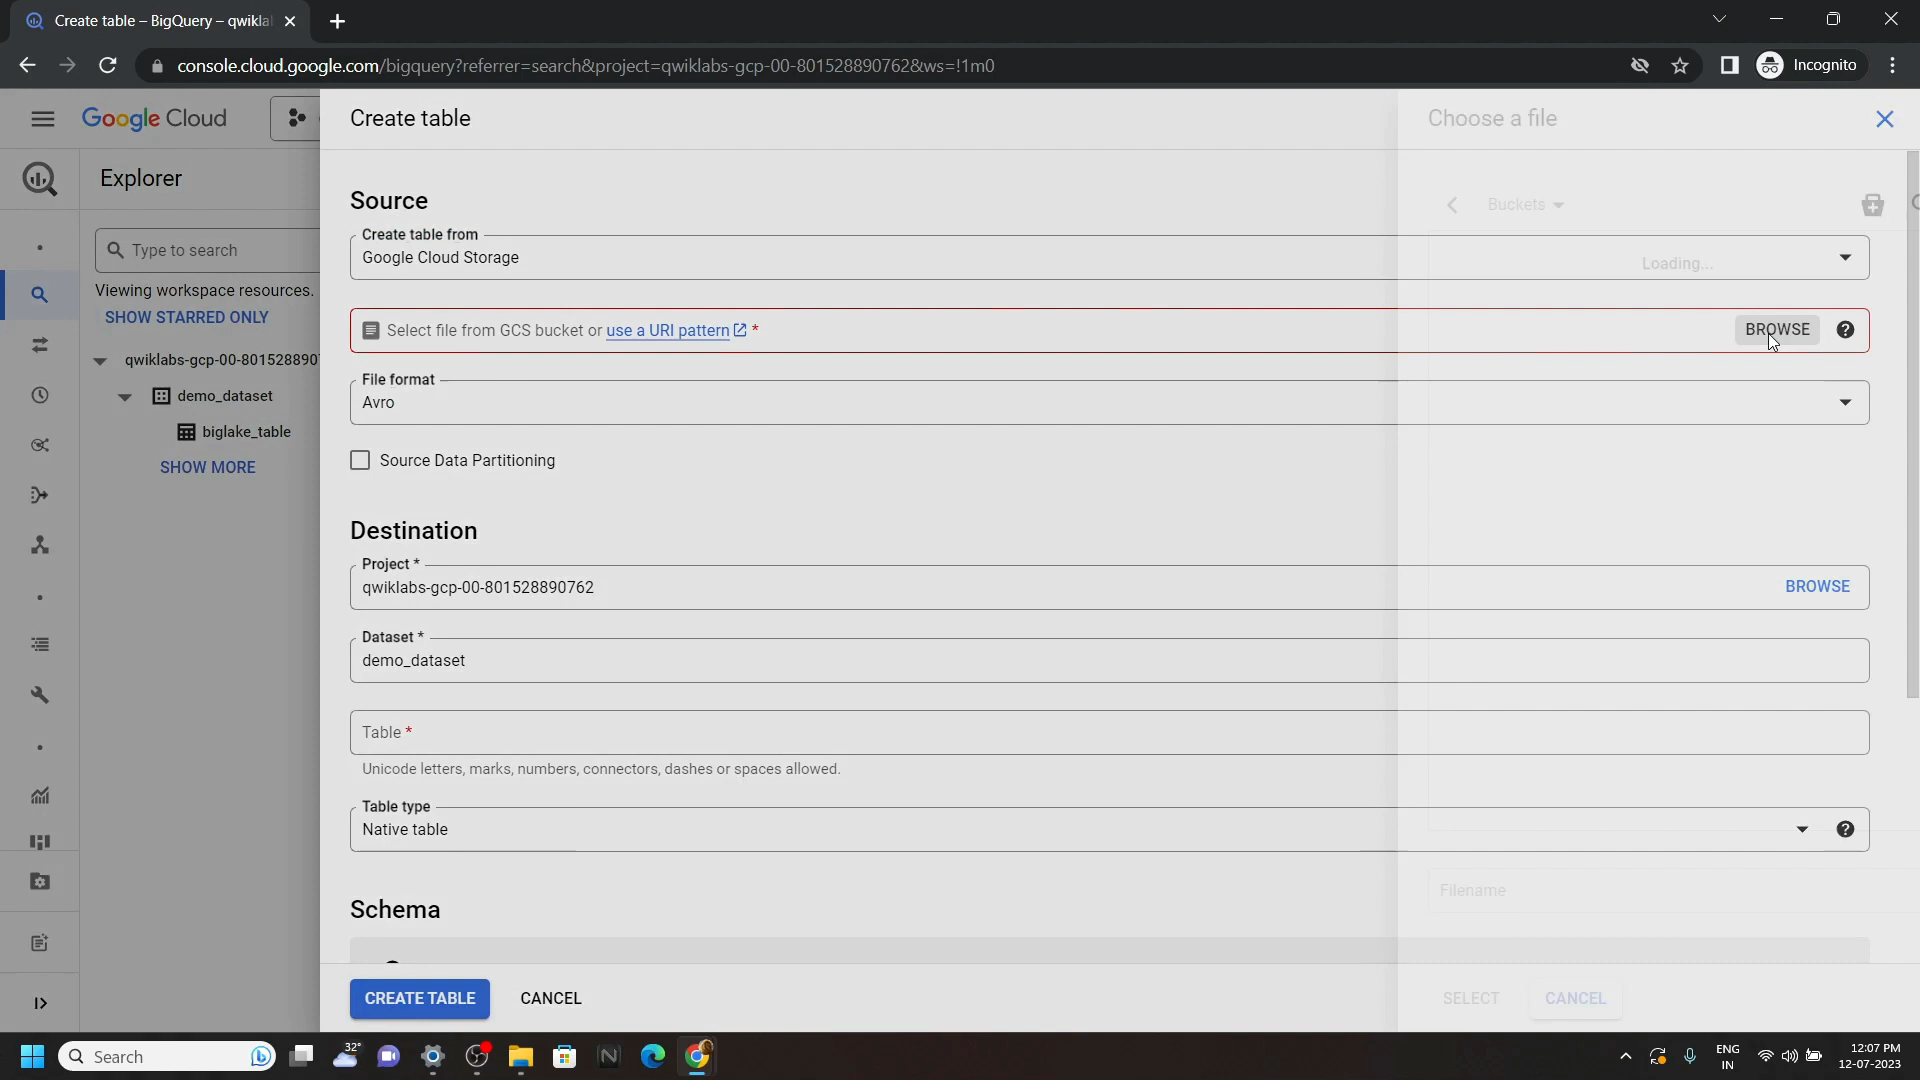 Create table – BigQuery – qwikla
console.cloud.google.com/bigquery?referrer=search&project=qwiklabs-gcp-00-801528890762&ws=!1m0
Incognito
Google Cloud
Create table
Choose a file
Explorer
Type to search
Viewing workspace resources.
SHOW STARRED ONLY
qwiklabs-gcp-00-8015288907
demo_dataset
biglake_table
SHOW MORE
Source
Create table from
Google Cloud Storage
Select file from GCS bucket or use a URI pattern *
BROWSE
File format
Avro
Source Data Partitioning
Destination
Project *
qwiklabs-gcp-00-801528890762
BROWSE
Dataset *
demo_dataset
Table *
Unicode letters, marks, numbers, connectors, dashes or spaces allowed.
Table type
Native table
Schema
CREATE TABLE
CANCEL
Buckets
Loading...
Filename
SELECT
CANCEL
Search
32°
ENG
IN
12:07 PM
12-07-2023